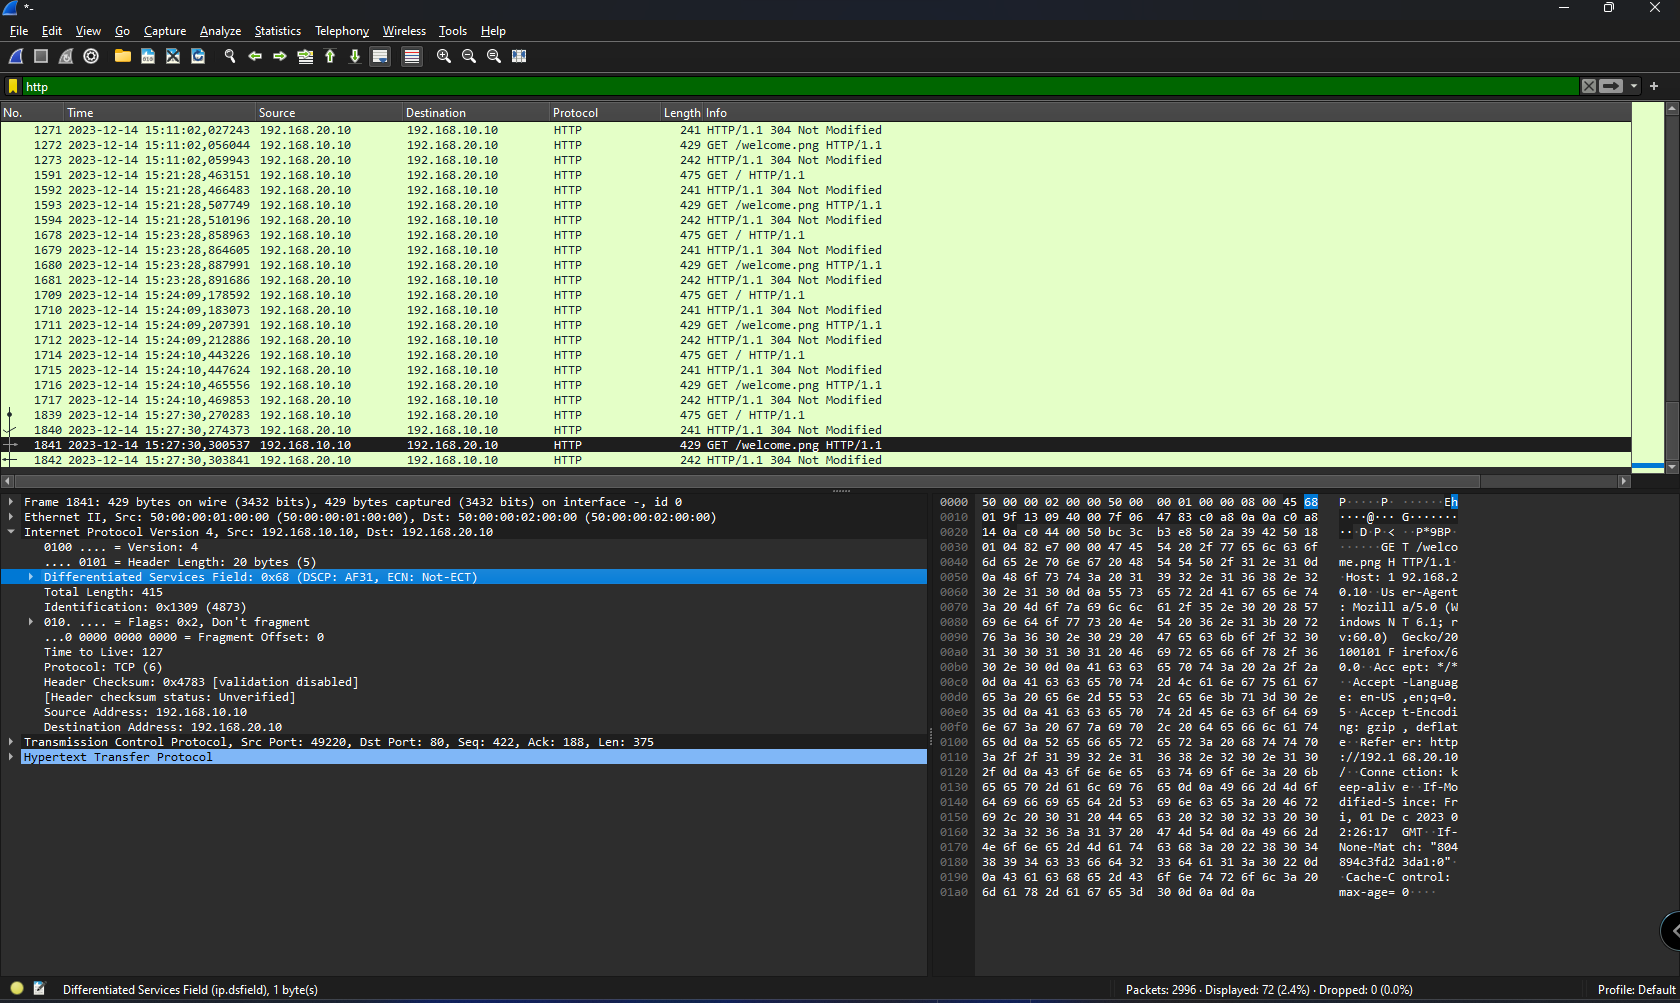 *-
File Edit View Go Capture Analyze Statistics Telephony Wireless Tools Help
http
No. Time Source Destination Protocol Length Info
1271 2023-12-14 15:11:02,027243 192.168.20.10 192.168.10.10 HTTP 241 HTTP/1.1 304 Not Modified
1272 2023-12-14 15:11:02,056044 192.168.10.10 192.168.20.10 HTTP 429 GET /welcome.png HTTP/1.1
1273 2023-12-14 15:11:02,059943 192.168.20.10 192.168.10.10 HTTP 242 HTTP/1.1 304 Not Modified
1591 2023-12-14 15:21:28,463151 192.168.10.10 192.168.20.10 HTTP 475 GET / HTTP/1.1
1592 2023-12-14 15:21:28,466483 192.168.20.10 192.168.10.10 HTTP 241 HTTP/1.1 304 Not Modified
1593 2023-12-14 15:21:28,507749 192.168.10.10 192.168.20.10 HTTP 429 GET /welcome.png HTTP/1.1
1594 2023-12-14 15:21:28,510196 192.168.20.10 192.168.10.10 HTTP 242 HTTP/1.1 304 Not Modified
1678 2023-12-14 15:23:28,858963 192.168.10.10 192.168.20.10 HTTP 475 GET / HTTP/1.1
1679 2023-12-14 15:23:28,864605 192.168.20.10 192.168.10.10 HTTP 241 HTTP/1.1 304 Not Modified
1680 2023-12-14 15:23:28,887991 192.168.10.10 192.168.20.10 HTTP 429 GET /welcome.png HTTP/1.1
1681 2023-12-14 15:23:28,891686 192.168.20.10 192.168.10.10 HTTP 242 HTTP/1.1 304 Not Modified
1709 2023-12-14 15:24:09,178592 192.168.10.10 192.168.20.10 HTTP 475 GET / HTTP/1.1
1710 2023-12-14 15:24:09,183073 192.168.20.10 192.168.10.10 HTTP 241 HTTP/1.1 304 Not Modified
1711 2023-12-14 15:24:09,207391 192.168.10.10 192.168.20.10 HTTP 429 GET /welcome.png HTTP/1.1
1712 2023-12-14 15:24:09,212886 192.168.20.10 192.168.10.10 HTTP 242 HTTP/1.1 304 Not Modified
1714 2023-12-14 15:24:10,443226 192.168.10.10 192.168.20.10 HTTP 475 GET / HTTP/1.1
1715 2023-12-14 15:24:10,447624 192.168.20.10 192.168.10.10 HTTP 241 HTTP/1.1 304 Not Modified
1716 2023-12-14 15:24:10,465556 192.168.10.10 192.168.20.10 HTTP 429 GET /welcome.png HTTP/1.1
1717 2023-12-14 15:24:10,469853 192.168.20.10 192.168.10.10 HTTP 242 HTTP/1.1 304 Not Modified
1839 2023-12-14 15:27:30,270283 192.168.10.10 192.168.20.10 HTTP 475 GET / HTTP/1.1
1840 2023-12-14 15:27:30,274373 192.168.20.10 192.168.10.10 HTTP 241 HTTP/1.1 304 Not Modified
1841 2023-12-14 15:27:30,300537 192.168.10.10 192.168.20.10 HTTP 429 GET /welcome.png HTTP/1.1
1842 2023-12-14 15:27:30,303841 192.168.20.10 192.168.10.10 HTTP 242 HTTP/1.1 304 Not Modified
Frame 1841: 429 bytes on wire (3432 bits), 429 bytes captured (3432 bits) on interface -, id 0
Ethernet II, Src: 50:00:00:01:00:00 (50:00:00:01:00:00), Dst: 50:00:00:02:00:00 (50:00:00:02:00:00)
Internet Protocol Version 4, Src: 192.168.10.10, Dst: 192.168.20.10
0100 .... = Version: 4
.... 0101 = Header Length: 20 bytes (5)
Differentiated Services Field: 0x68 (DSCP: AF31, ECN: Not-ECT)
Total Length: 415
Identification: 0x1309 (4873)
010. .... = Flags: 0x2, Don't fragment
...0 0000 0000 0000 = Fragment Offset: 0
Time to Live: 127
Protocol: TCP (6)
Header Checksum: 0x4783 [validation disabled]
[Header checksum status: Unverified]
Source Address: 192.168.10.10
Destination Address: 192.168.20.10
Transmission Control Protocol, Src Port: 49220, Dst Port: 80, Seq: 422, Ack: 188, Len: 375
Hypertext Transfer Protocol
0000 50 00 00 02 00 00 50 00 00 01 00 00 08 00 45 68 P·····P· ······Eh
0010 01 9f 13 09 40 00 7f 06 47 83 c0 a8 0a 0a c0 a8 ····@··· G·······
0020 14 0a c0 44 00 50 bc 3c b3 e8 50 2a 39 42 50 18 ···D·P·< ··P*9BP·
0030 01 04 82 e7 00 00 47 45 54 20 2f 77 65 6c 63 6f ······GE T /welco
0040 6d 65 2e 70 6e 67 20 48 54 54 50 2f 31 2e 31 0d me.png H TTP/1.1·
0050 0a 48 6f 73 74 3a 20 31 39 32 2e 31 36 38 2e 32 ·Host: 1 92.168.2
0060 30 2e 31 30 0d 0a 55 73 65 72 2d 41 67 65 6e 74 0.10··Us er-Agent
0070 3a 20 4d 6f 7a 69 6c 6c 61 2f 35 2e 30 20 28 57 : Mozill a/5.0 (W
0080 69 6e 64 6f 77 73 20 4e 54 20 36 2e 31 3b 20 72 indows N T 6.1; r
0090 76 3a 36 30 2e 30 29 20 47 65 63 6b 6f 2f 32 30 v:60.0) Gecko/20
00a0 31 30 30 31 30 31 20 46 69 72 65 66 6f 78 2f 36 100101 F irefox/6
00b0 30 2e 30 0d 0a 41 63 63 65 70 74 3a 20 2a 2f 2a 0.0··Acc ept: */*
00c0 0d 0a 41 63 63 65 70 74 2d 4c 61 6e 67 75 61 67 ··Accept -Languag
00d0 65 3a 20 65 6e 2d 55 53 2c 65 6e 3b 71 3d 30 2e e: en-US ,en;q=0.
00e0 35 0d 0a 41 63 63 65 70 74 2d 45 6e 63 6f 64 69 5··Accep t-Encodi
00f0 6e 67 3a 20 67 7a 69 70 2c 20 64 65 66 6c 61 74 ng: gzip , deflat
0100 65 0d 0a 52 65 66 65 72 65 72 3a 20 68 74 74 70 e··Refer er: http
0110 3a 2f 2f 31 39 32 2e 31 36 38 2e 32 30 2e 31 30 ://192.1 68.20.10
0120 2f 0d 0a 43 6f 6e 6e 65 63 74 69 6f 6e 3a 20 6b /··Conne ction: k
0130 65 65 70 2d 61 6c 69 76 65 0d 0a 49 66 2d 4d 6f eep-aliv e··If-Mo
0140 64 69 66 69 65 64 2d 53 69 6e 63 65 3a 20 46 72 dified-S ince: Fr
0150 69 2c 20 30 31 20 44 65 63 20 32 30 32 33 20 30 i, 01 De c 2023 0
0160 32 3a 32 36 3a 31 37 20 47 4d 54 0d 0a 49 66 2d 2:26:17 GMT··If-
0170 4e 6f 6e 65 2d 4d 61 74 63 68 3a 20 22 38 30 34 None-Mat ch: "804
0180 38 39 34 63 33 66 64 32 33 64 61 31 3a 30 22 0d 894c3fd2 3da1:0"·
0190 0a 43 61 63 68 65 2d 43 6f 6e 74 72 6f 6c 3a 20 ·Cache-C ontrol:
01a0 6d 61 78 2d 61 67 65 3d 30 0d 0a 0d 0a max-age= 0····
Differentiated Services Field (ip.dsfield), 1 byte(s) Packets: 2996 · Displayed: 72 (2.4%) · Dropped: 0 (0.0%) Profile: Default